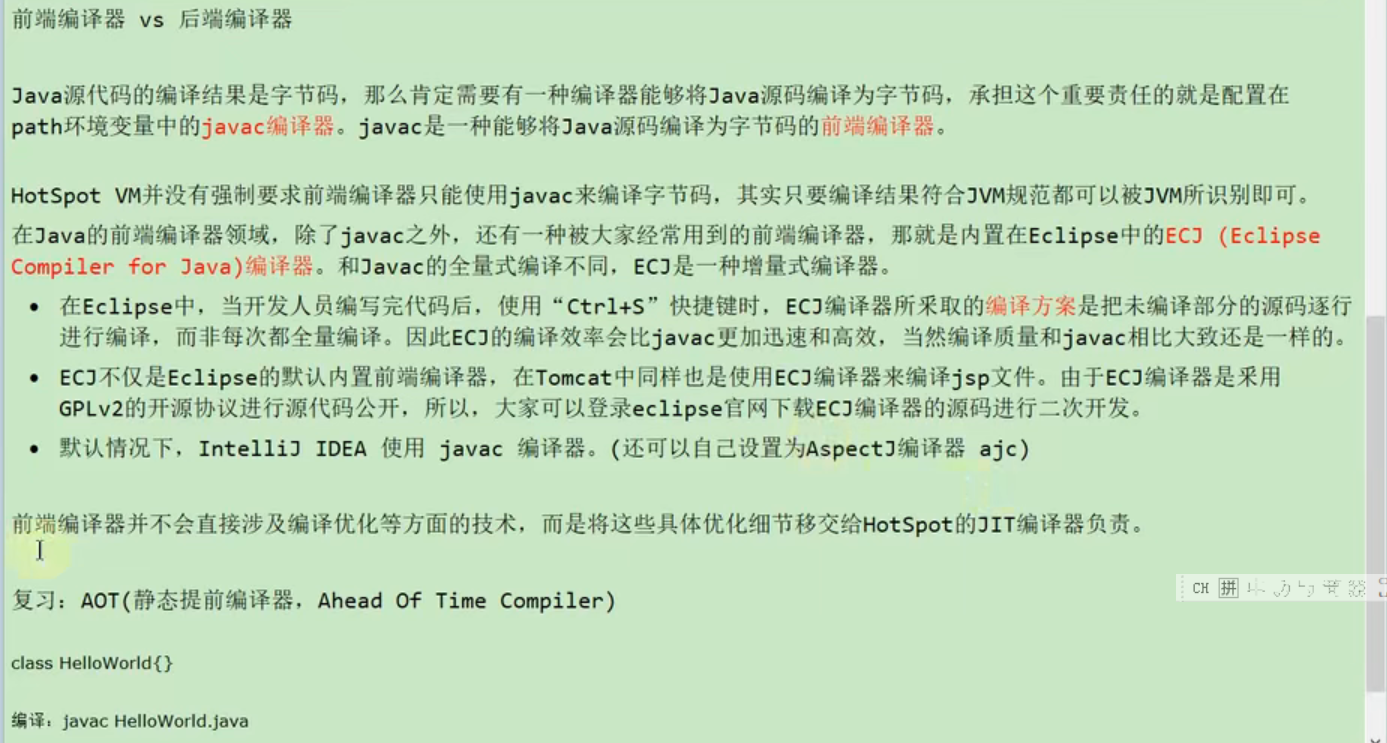 前端编译器 vs 后端编译器
Java源代码的编译结果是字节码，那么肯定需要有一种编译器能够将Java源码编译为字节码，承担这个重要责任的就是配置在
path环境变量中的javac编译器。javac是一种能够将Java源码编译为字节码的前端编译器。
HotSpot VM并没有强制要求前端编译器只能使用javac来编译字节码，其实只要编译结果符合JVM规范都可以被JVM所识别即可。
在Java的前端编译器领域，除了javac之外，还有一种被大家经常用到的前端编译器，那就是内置在Eclipse中的ECJ (Eclipse
Compiler for Java)编译器。和Javac的全量式编译不同，ECJ是一种增量式编译器。
• 在Eclipse中，当开发人员编写完代码后，使用“Ctrl+S”快捷键时，ECJ编译器所采取的编译方案是把未编译部分的源码逐行
进行编译，而非每次都全量编译。因此ECJ的编译效率会比javac更加迅速和高效，当然编译质量和javac相比大致还是一样的。
• ECJ不仅是Eclipse的默认内置前端编译器，在Tomcat中同样也是使用ECJ编译器来编译jsp文件。由于ECJ编译器是采用
GPLv2的开源协议进行源代码公开，所以，大家可以登录eclipse官网下载ECJ编译器的源码进行二次开发。
• 默认情况下，IntelliJ IDEA 使用 javac 编译器。(还可以自己设置为AspectJ编译器 ajc)
前端编译器并不会直接涉及编译优化等方面的技术，而是将这些具体优化细节移交给HotSpot的JIT编译器负责。
CH 拼
复习：AOT(静态提前编译器，Ahead Of Time Compiler)
class HelloWorld{}
编译：javac HelloWorld.java